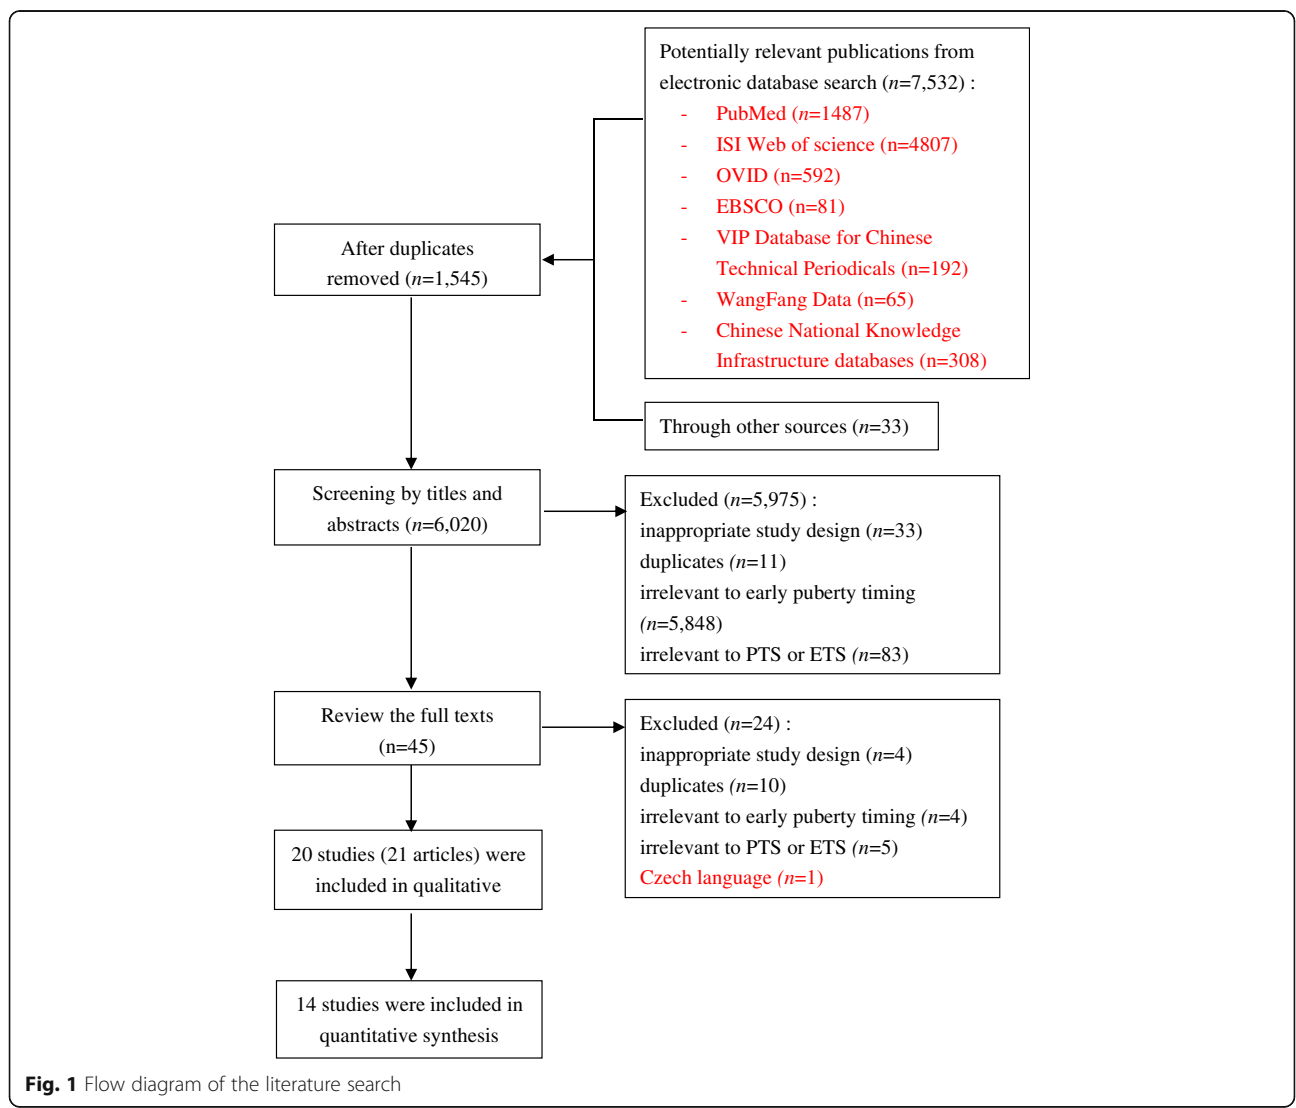 Potentially relevant publications from
electronic database search (n=7,532) :
- PubMed (n=1487)
- ISI Web of science (n=4807)
- OVID (n=592)
- EBSCO (n=81)
- VIP Database for Chinese
Technical Periodicals (n=192)
- WangFang Data (n=65)
- Chinese National Knowledge
Infrastructure databases (n=308)
After duplicates
removed (n=1,545)
Through other sources (n=33)
Screening by titles and
abstracts (n=6,020)
Excluded (n=5,975) :
inappropriate study design (n=33)
duplicates (n=11)
irrelevant to early puberty timing
(n=5,848)
irrelevant to PTS or ETS (n=83)
Review the full texts
(n=45)
Excluded (n=24) :
inappropriate study design (n=4)
duplicates (n=10)
irrelevant to early puberty timing (n=4)
irrelevant to PTS or ETS (n=5)
Czech language (n=1)
20 studies (21 articles) were
included in qualitative
14 studies were included in
quantitative synthesis
Fig. 1 Flow diagram of the literature search